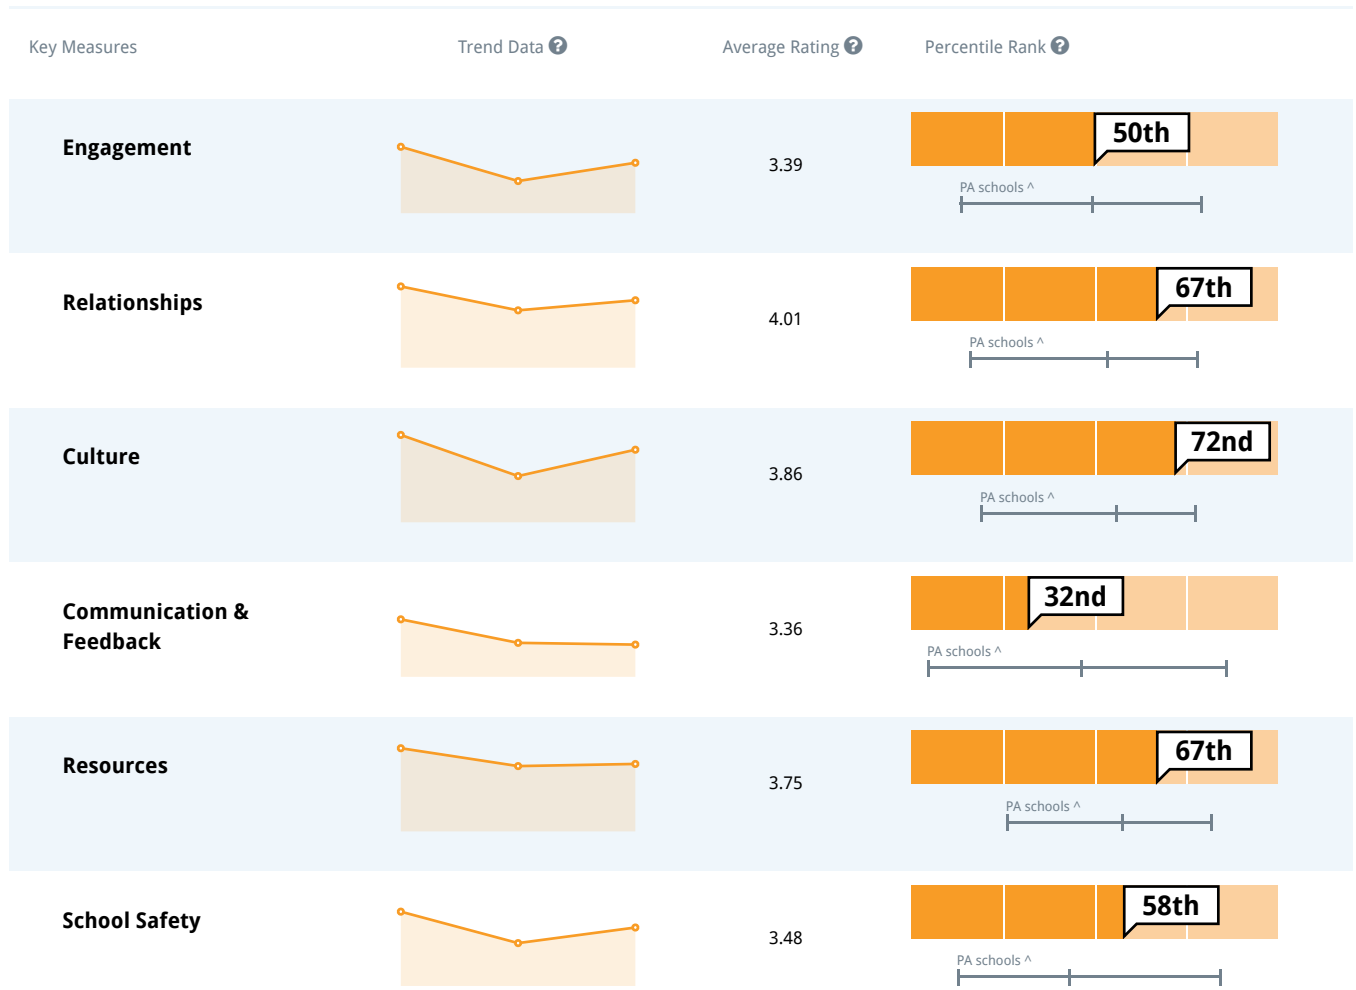 Key Measures
Trend Data ?
Average Rating ?
Percentile Rank ?
Engagement
3.39
50th
PA schools ^
Relationships
4.01
67th
PA schools ^
Culture
3.86
72nd
PA schools ^
Communication &
Feedback
3.36
32nd
PA schools ^
Resources
3.75
67th
PA schools ^
School Safety
3.48
58th
PA schools ^